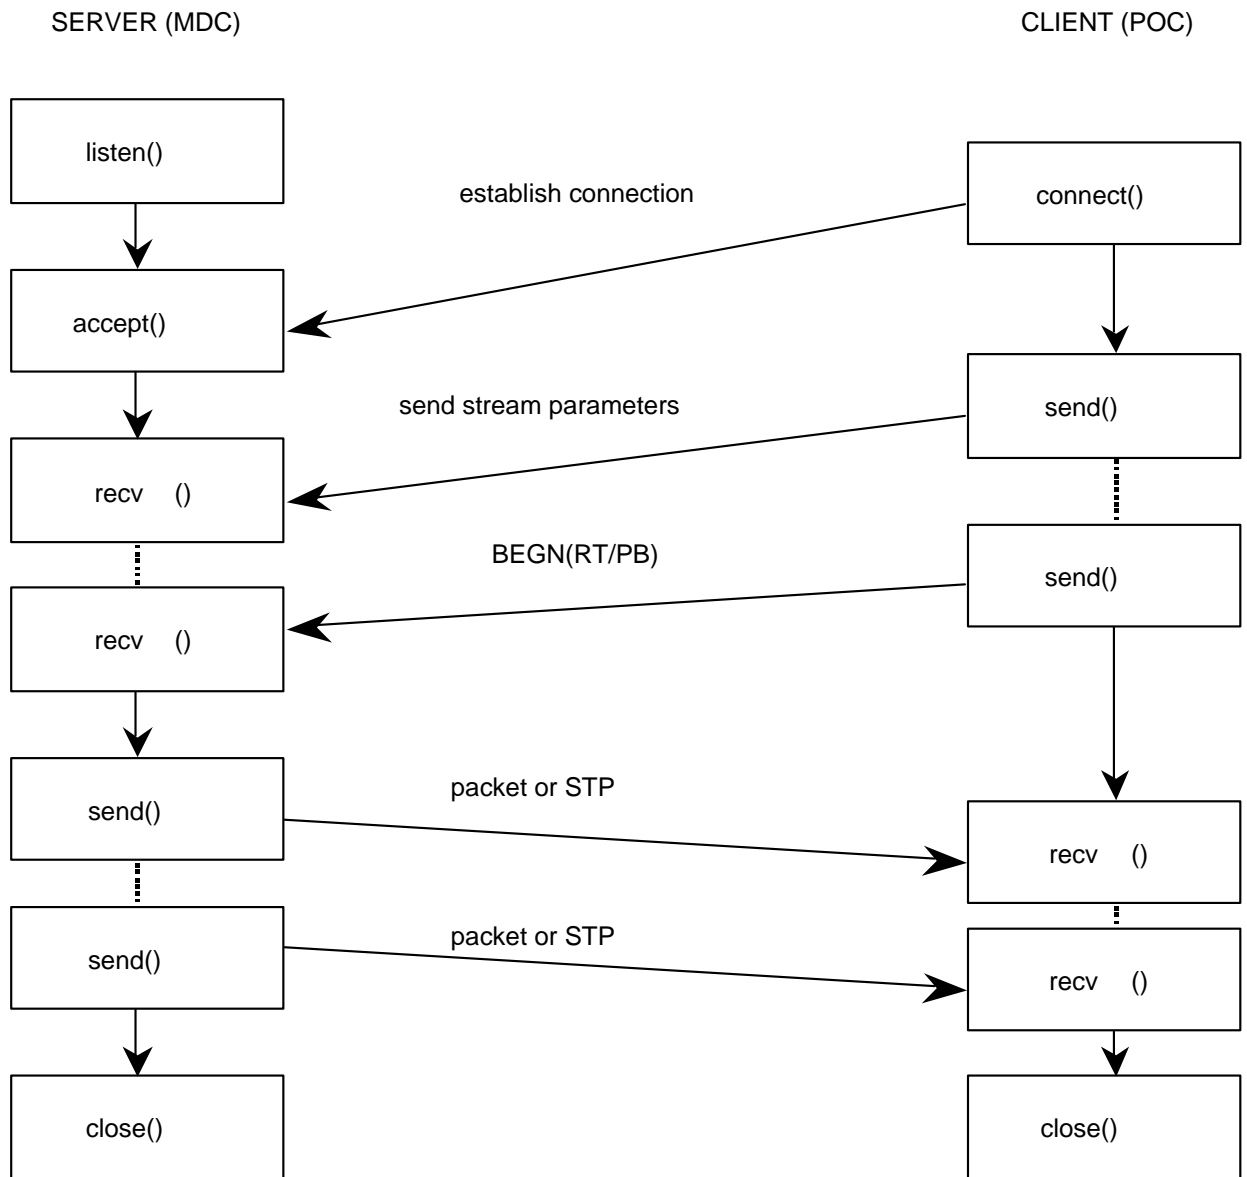 SERVER (MDC)
CLIENT (POC)
listen()
establish connection
connect()
accept()
send stream parameters
send()
recv ()
BEGN(RT/PB)
send()
recv ()
packet or STP
send()
recv ()
packet or STP
send()
recv ()
close()
close()